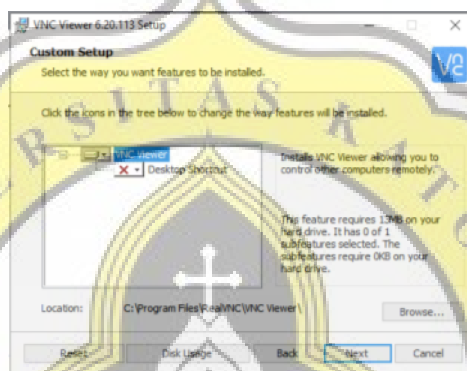 VNC Viewer 6.20.113 Setup
Custom Setup
Select the way you want features to be installed.
VNC
Click the icons in the tree below to change the way features will be installed.
VNC Viewer
Desktop Shortcut
Installs VNC Viewer allowing you to
control other computers remotely.
This feature requires 13MB on your
hard drive. It has 0 of 1
subfeatures selected. The
subfeatures require 0KB on your
hard drive.
Location: C:\Program Files\RealVNC\VNC Viewer\
Browse...
Reset Disk Usage Back Next Cancel
ERSITAS KAT